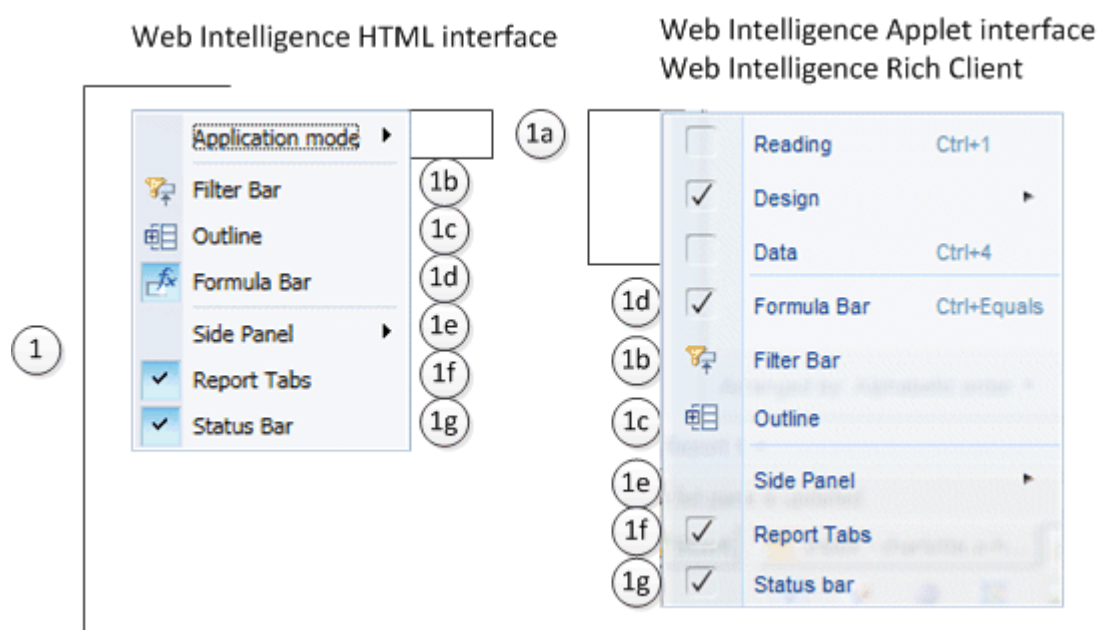 Web Intelligence HTML interface
Web Intelligence Applet interface
Web Intelligence Rich Client
1
Application mode
1a
Filter Bar
1b
Outline
1c
Formula Bar
1d
Side Panel
1e
Report Tabs
1f
Status Bar
1g
Reading Ctrl+1
Design
Data Ctrl+4
1d Formula Bar Ctrl+Equals
1b Filter Bar
1c Outline
1e Side Panel
1f Report Tabs
1g Status bar